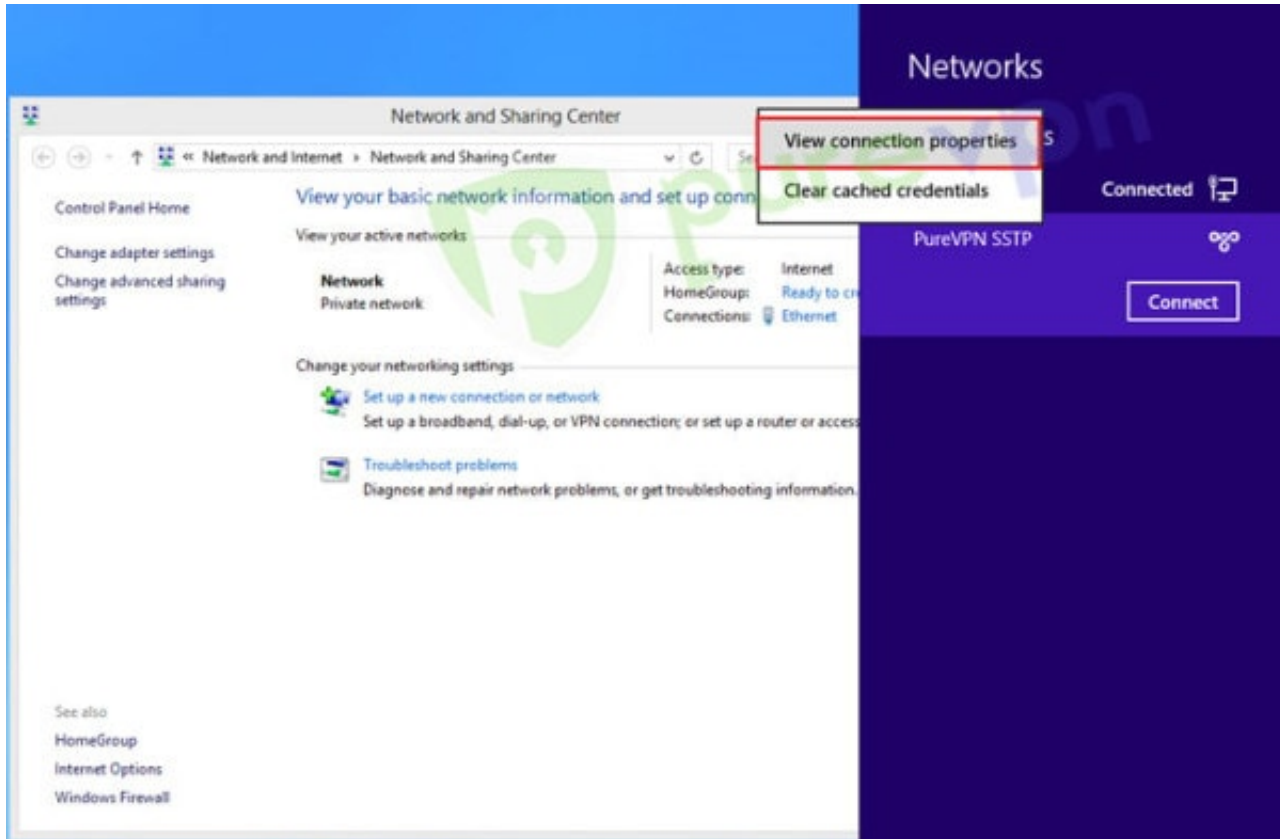 Networks
Network and Sharing Center
View connection properties
Clear cached credentials
Network and Internet
Network and Sharing Center
Se
s
purevpn
Connected
PureVPN SSTP
Connect
Control Panel Home
Change adapter settings
Change advanced sharing
settings
View your basic network information and set up conn
View your active networks
Network
Private network
Access type: Internet
HomeGroup: Ready to cre
Connections: Ethernet
Change your networking settings
Set up a new connection or network
Set up a broadband, dial-up, or VPN connection; or set up a router or access
Troubleshoot problems
Diagnose and repair network problems, or get troubleshooting information.
See also
HomeGroup
Internet Options
Windows Firewall